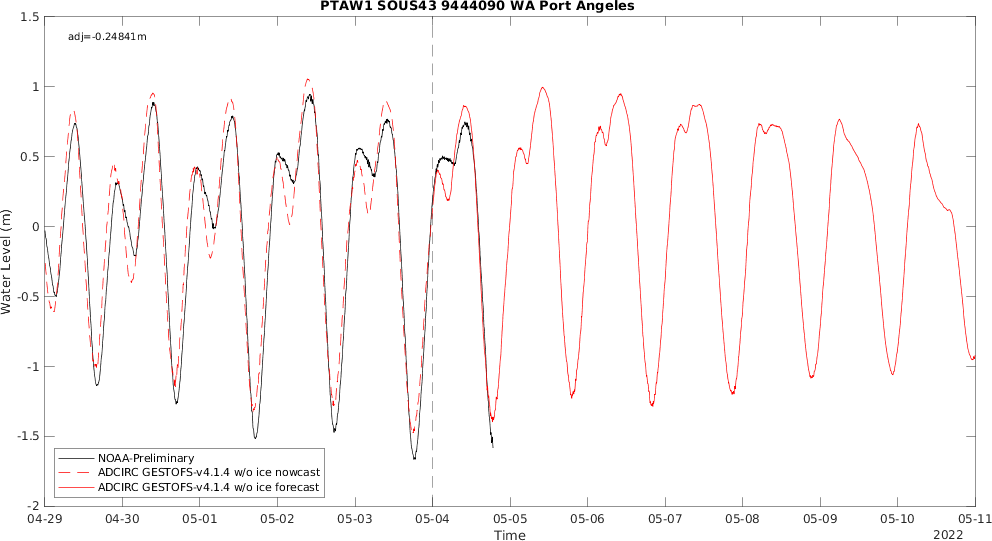 PTAW1 SOUS43 9444090 WA Port Angeles
adj=-0.24841m
Water Level (m)
1.5
1
0.5
0
-0.5
-1
-1.5
-2
NOAA-Preliminary
ADCIRC GESTOFS-v4.1.4 w/o ice nowcast
ADCIRC GESTOFS-v4.1.4 w/o ice forecast
04-29 04-30 05-01 05-02 05-03 05-04 05-05 05-06 05-07 05-08 05-09 05-10 05-11
Time
2022